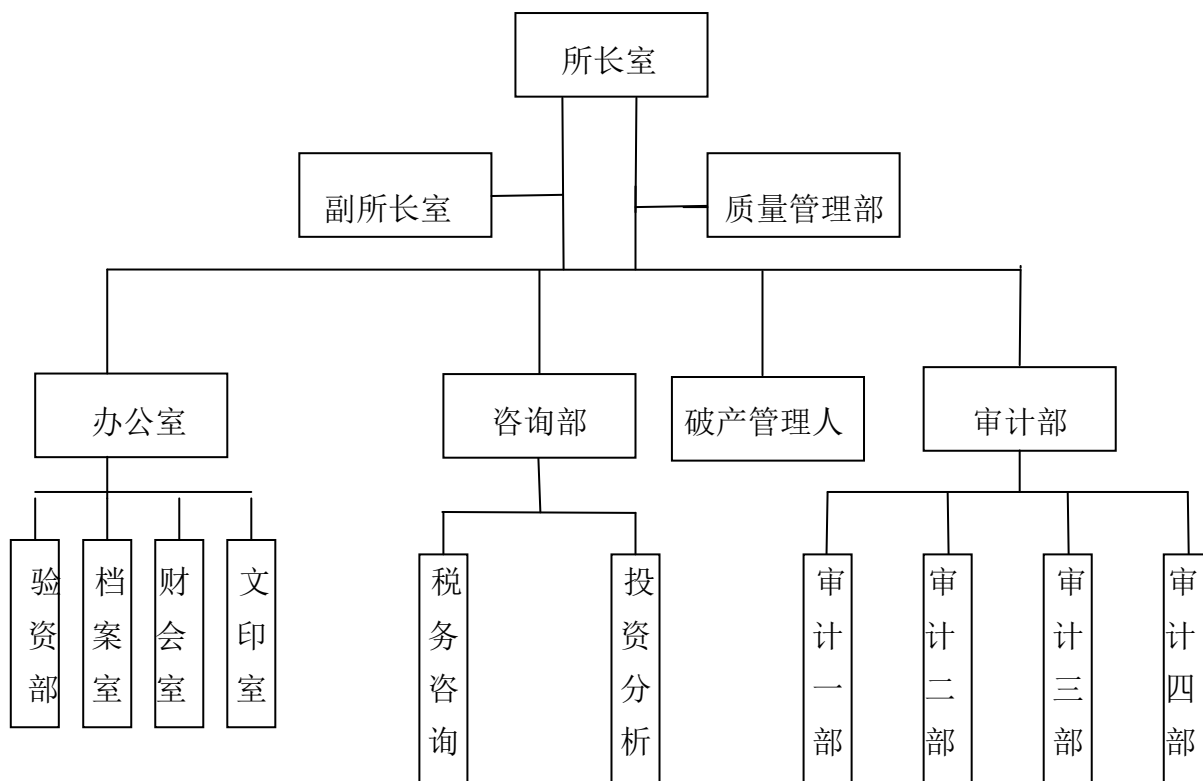 所长室
副所长室
质量管理部
办公室
咨询部
破产管理人
审计部
验资部
档案室
财会室
文印室
税务咨询
投资分析
审计一部
审计二部
审计三部
审计四部